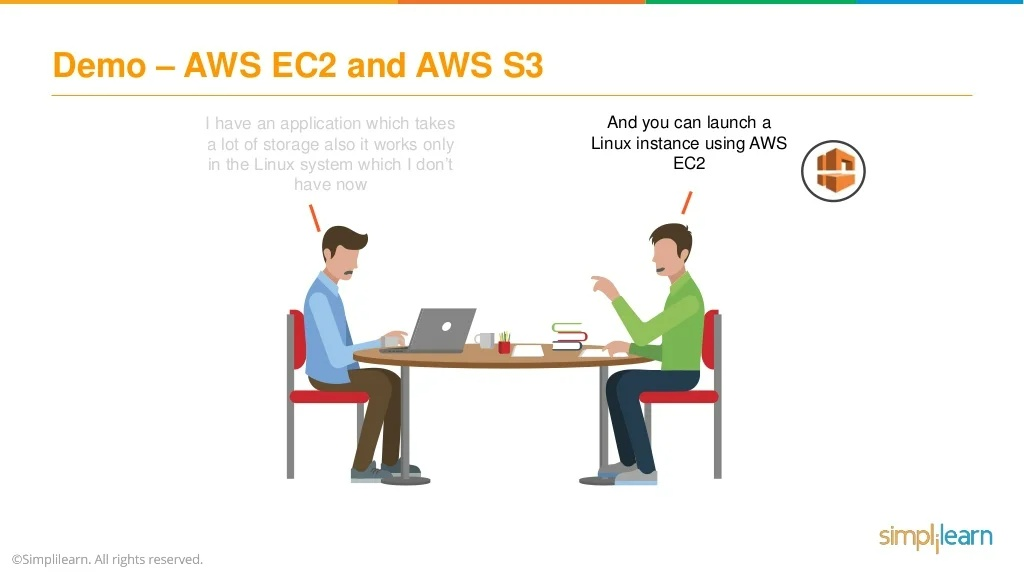 Demo – AWS EC2 and AWS S3
I have an application which takes
a lot of storage also it works only
in the Linux system which I don’t
have now
And you can launch a
Linux instance using AWS
EC2
simplilearn
©Simplilearn. All rights reserved.